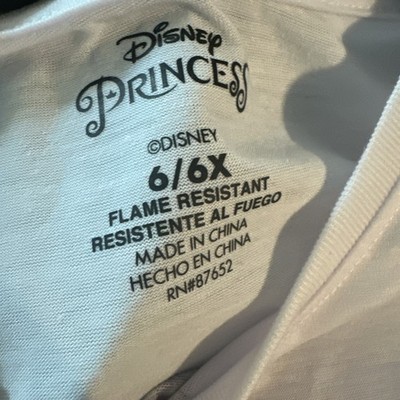 Disney
PRINCESS
©DISNEY
6/6X
FLAME RESISTANT
RESISTENTE AL FUEGO
MADE IN CHINA
HECHO EN CHINA
RN#87652